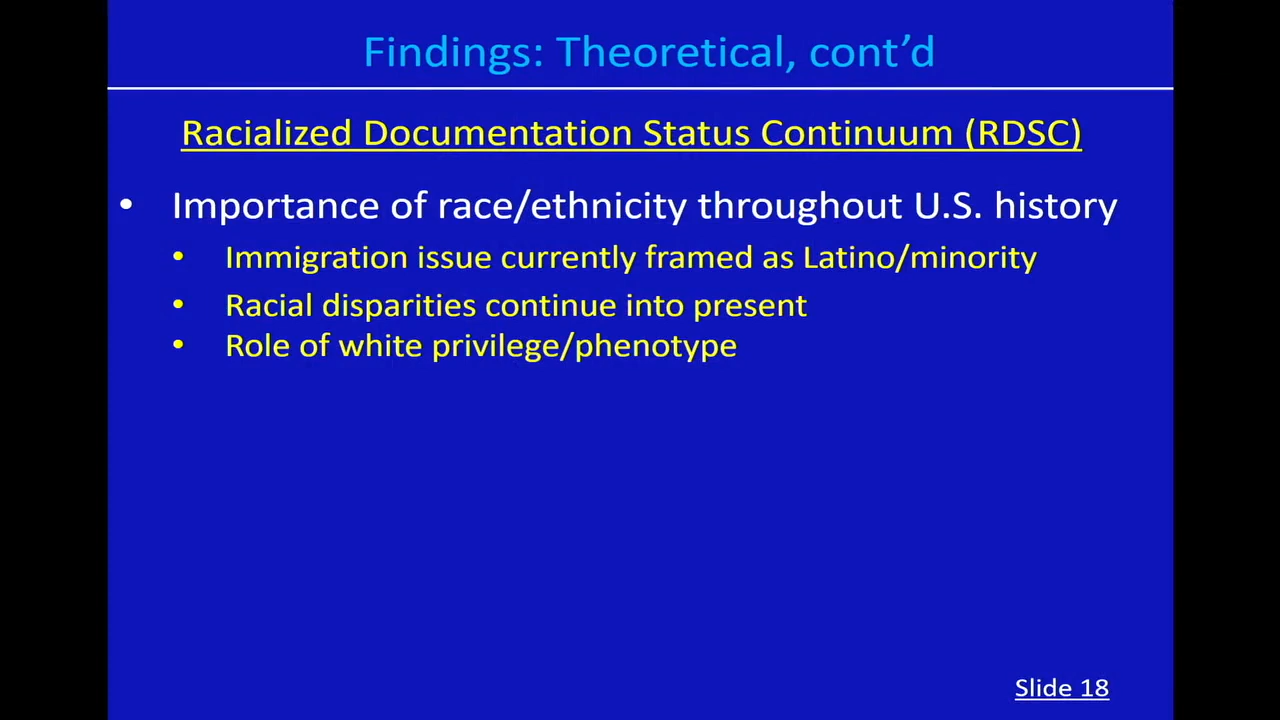 Findings: Theoretical, cont’d
Racialized Documentation Status Continuum (RDSC)
• Importance of race/ethnicity throughout U.S. history
• Immigration issue currently framed as Latino/minority
• Racial disparities continue into present
• Role of white privilege/phenotype
Slide 18